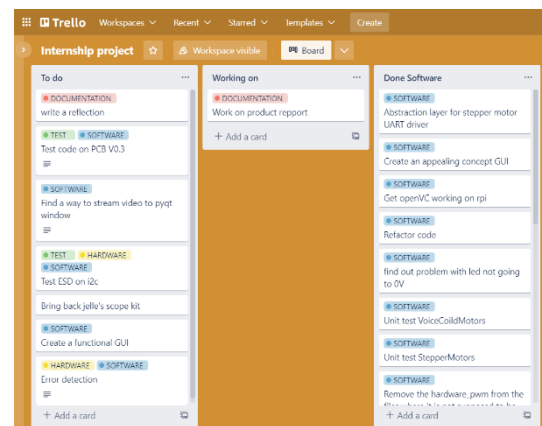 Trello Workspaces Recent Starred Templates Create
Internship project Workspace visible Board
To do
DOCUMENTATION
write a reflection
TEST SOFTWARE
Test code on PCB V0.3
SOFTWARE
Find a way to stream video to pyqt
window
TEST HARDWARE
SOFTWARE
Test ESD on i2c
Bring back jelle's scope kit
SOFTWARE
Create a functional GUI
HARDWARE SOFTWARE
Error detection
+ Add a card
Working on
DOCUMENTATION
Work on product repport
+ Add a card
Done Software
SOFTWARE
Abstraction layer for stepper motor
UART driver
SOFTWARE
Create an appealing concept GUI
SOFTWARE
Get openVC working on rpi
SOFTWARE
Refactor code
SOFTWARE
find out problem with led not going
to 0V
SOFTWARE
Unit test VoiceCoildMotors
SOFTWARE
Unit test StepperMotors
SOFTWARE
Remove the hardware_pwm from the
+ Add a card